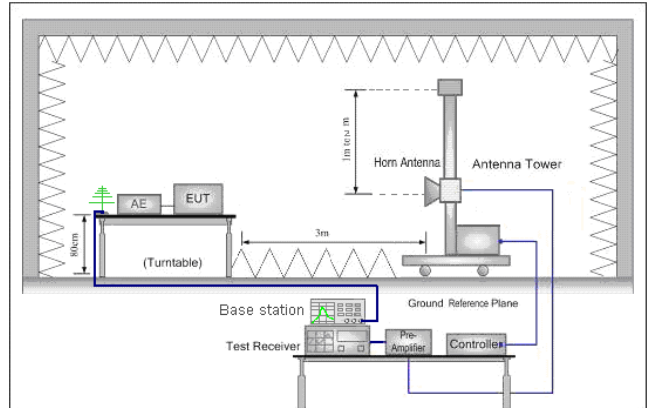 1m to
m
Horn Antenna
Antenna Tower
AE
EUT
80cm
(Turntable)
3m
Base station
Ground Reference Plane
Test Receiver
Pre-
Amplifier
Controller